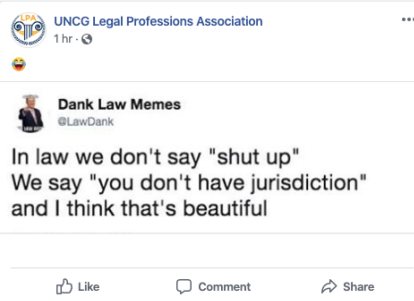 LPA
UNCG Legal Professions Association
1 hr ·
Dank Law Memes
@LawDank
In law we don't say "shut up"
We say "you don't have jurisdiction"
and I think that's beautiful
Like Comment Share